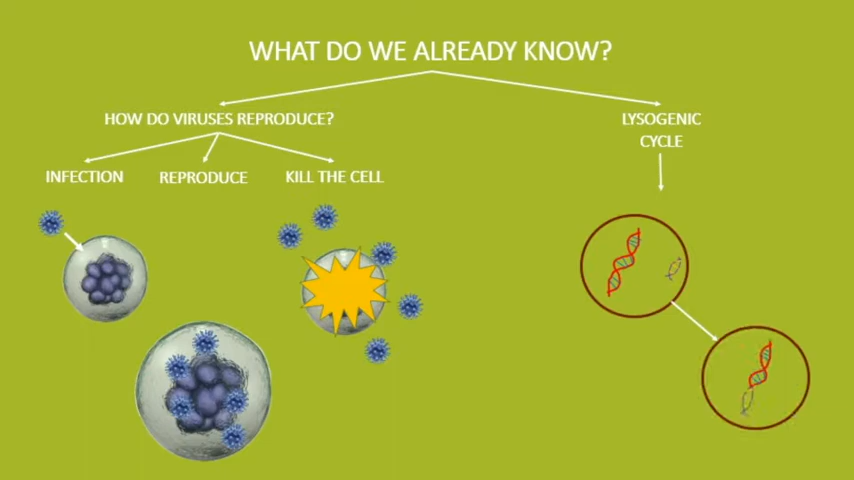 WHAT DO WE ALREADY KNOW?
HOW DO VIRUSES REPRODUCE?
LYSOGENIC
CYCLE
INFECTION
REPRODUCE
KILL THE CELL